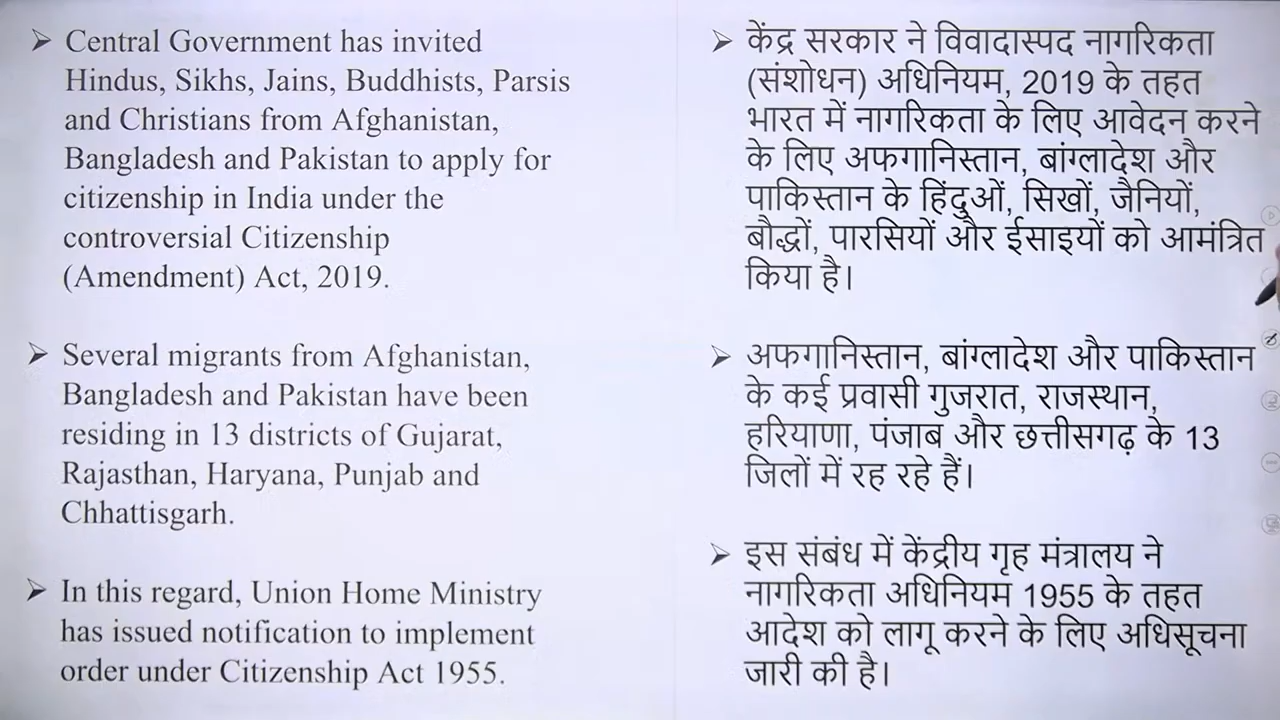 ➢ Central Government has invited
Hindus, Sikhs, Jains, Buddhists, Parsis
and Christians from Afghanistan,
Bangladesh and Pakistan to apply for
citizenship in India under the
controversial Citizenship
(Amendment) Act, 2019.
➢ Several migrants from Afghanistan,
Bangladesh and Pakistan have been
residing in 13 districts of Gujarat,
Rajasthan, Haryana, Punjab and
Chhattisgarh.
➢ In this regard, Union Home Ministry
has issued notification to implement
order under Citizenship Act 1955.
➢ केंद्र सरकार ने विवादास्पद नागरिकता
(संशोधन) अधिनियम, 2019 के तहत
भारत में नागरिकता के लिए आवेदन करने
के लिए अफगानिस्तान, बांग्लादेश और
पाकिस्तान के हिंदुओं, सिखों, जैनियों,
बौद्धों, पारसियों और ईसाइयों को आमंत्रित
किया है।
➢ अफगानिस्तान, बांग्लादेश और पाकिस्तान
के कई प्रवासी गुजरात, राजस्थान,
हरियाणा, पंजाब और छत्तीसगढ़ के 13
जिलों में रह रहे हैं।
➢ इस संबंध में केंद्रीय गृह मंत्रालय ने
नागरिकता अधिनियम 1955 के तहत
आदेश को लागू करने के लिए अधिसूचना
जारी की है।